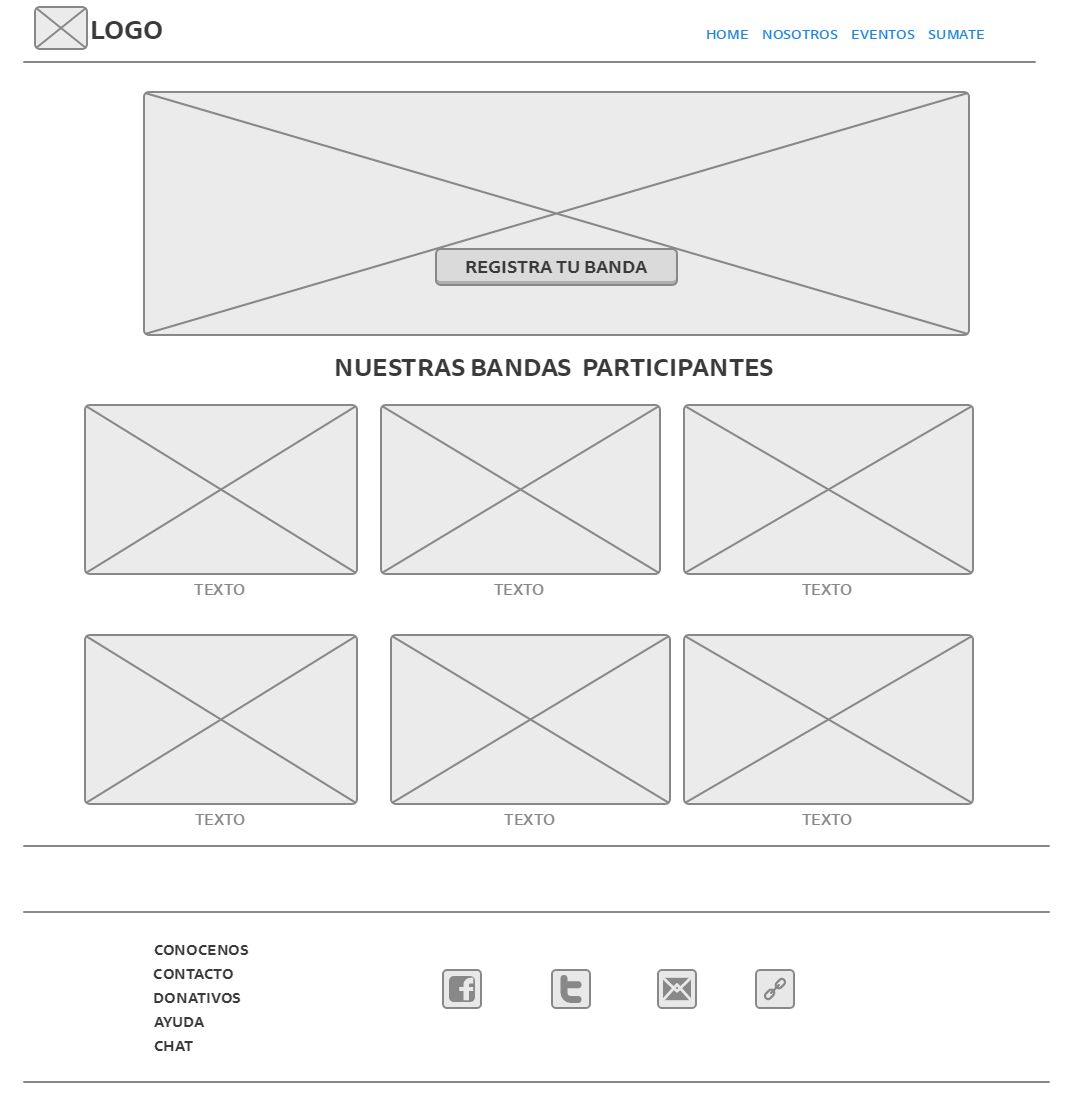 LOGO
HOME NOSOTROS EVENTOS SUMATE
REGISTRA TU BANDA
NUESTRAS BANDAS PARTICIPANTES
TEXTO TEXTO TEXTO
TEXTO TEXTO TEXTO
CONOCENOS
CONTACTO
DONATIVOS
AYUDA
CHAT